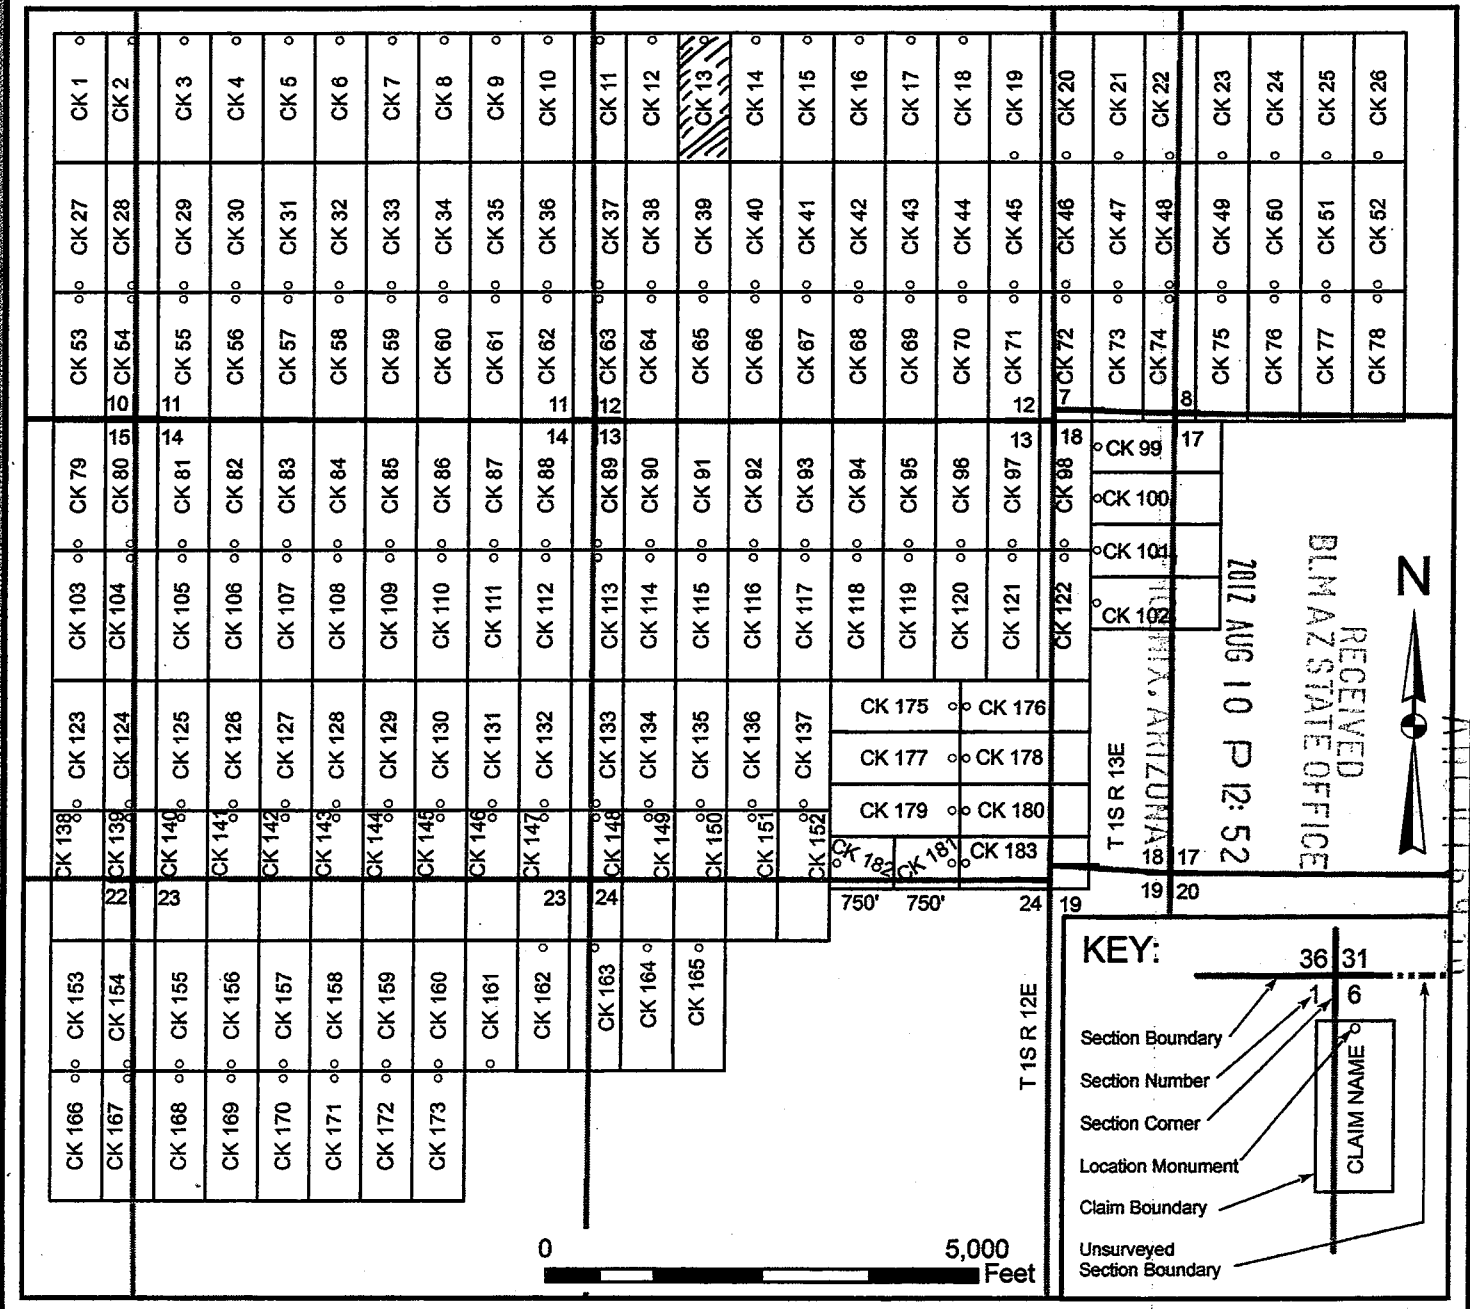 CK 1 CK 2 CK 3 CK 4 CK 5 CK 6 CK 7 CK 8 CK 9 CK 10 CK 11 CK 12 CK 13 CK 14 CK 15 CK 16 CK 17 CK 18 CK 19 CK 20 CK 21 CK 22 CK 23 CK 24 CK 25 CK 26
CK 27 CK 28 CK 29 CK 30 CK 31 CK 32 CK 33 CK 34 CK 35 CK 36 CK 37 CK 38 CK 39 CK 40 CK 41 CK 42 CK 43 CK 44 CK 45 CK 46 CK 47 CK 48 CK 49 CK 50 CK 51 CK 52
CK 53 CK 54 CK 55 CK 56 CK 57 CK 58 CK 59 CK 60 CK 61 CK 62 CK 63 CK 64 CK 65 CK 66 CK 67 CK 68 CK 69 CK 70 CK 71 CK 72 CK 73 CK 74 CK 75 CK 76 CK 77 CK 78
10 11 11 12 12 7 8
15 14 14 13 13 18 17
CK 79 CK 80 CK 81 CK 82 CK 83 CK 84 CK 85 CK 86 CK 87 CK 88 CK 89 CK 90 CK 91 CK 92 CK 93 CK 94 CK 95 CK 96 CK 97 CK 98
CK 99
CK 100
CK 101
CK 102
CK 103 CK 104 CK 105 CK 106 CK 107 CK 108 CK 109 CK 110 CK 111 CK 112 CK 113 CK 114 CK 115 CK 116 CK 117 CK 118 CK 119 CK 120 CK 121 CK 122
CK 123 CK 124 CK 125 CK 126 CK 127 CK 128 CK 129 CK 130 CK 131 CK 132 CK 133 CK 134 CK 135 CK 136 CK 137
CK 175 CK 176
CK 177 CK 178
CK 179 CK 180
CK 182 CK 181 CK 183
CK 138 CK 139 CK 140 CK 141 CK 142 CK 143 CK 144 CK 145 CK 146 CK 147 CK 148 CK 149 CK 150 CK 151 CK 152
18 17
22 23 23 24 750' 750' 24 19 19 20
CK 153 CK 154 CK 155 CK 156 CK 157 CK 158 CK 159 CK 160 CK 161 CK 162 CK 163 CK 164 CK 165
CK 166 CK 167 CK 168 CK 169 CK 170 CK 171 CK 172 CK 173
T 1S R 13E
T 1S R 12E
RECEIVED
BLM AZ STATE OFFICE
2012 AUG 10 P 12:52
ARIZONA
N
KEY:
36 31
1 6
Section Boundary
Section Number
Section Corner
Location Monument
Claim Boundary
Unsurveyed
Section Boundary
CLAIM NAME
0 5,000
Feet